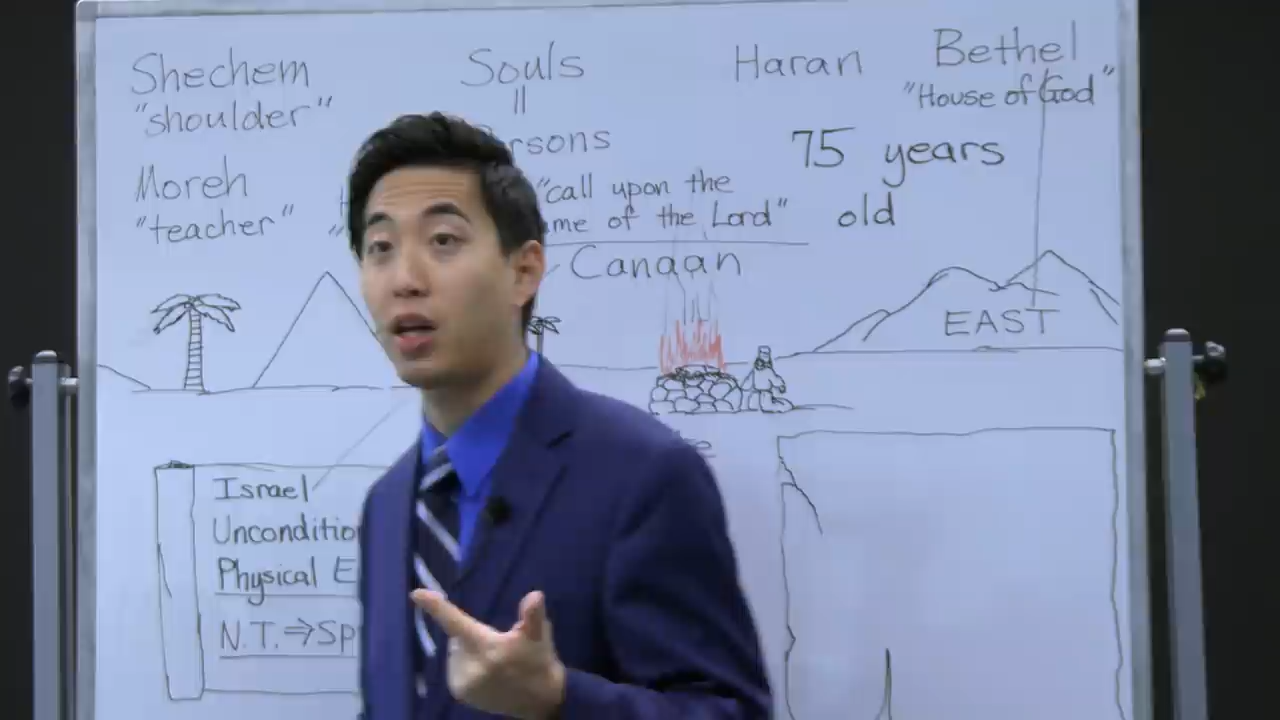 Shechem
"shoulder"
Moreh
"teacher"
Souls
"call upon the
of the Lord"
Canaan
Haran
75 years
old
Bethel
"House of God"
EAST
Israel
Physical
N.T. ⇒